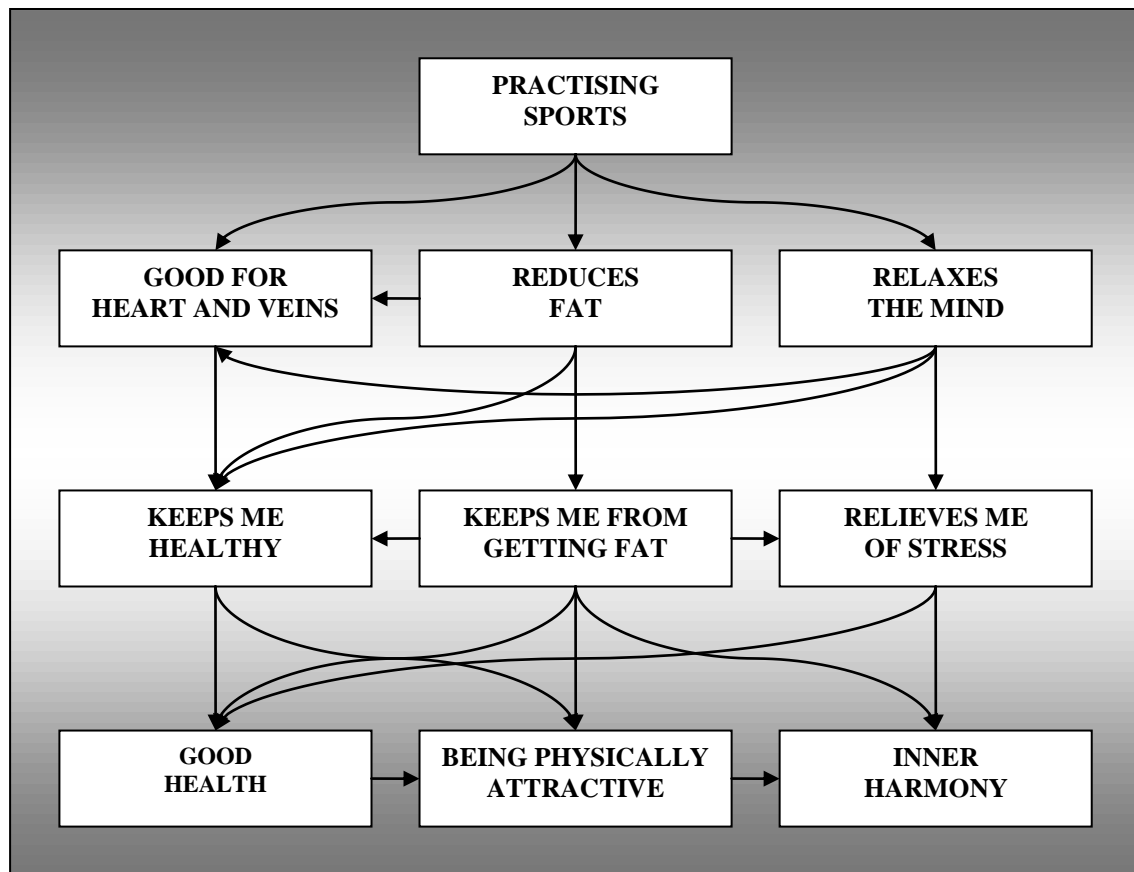 PRACTISING
SPORTS
GOOD FOR
HEART AND VEINS
REDUCES
FAT
RELAXES
THE MIND
KEEPS ME
HEALTHY
KEEPS ME FROM
GETTING FAT
RELIEVES ME
OF STRESS
GOOD
HEALTH
BEING PHYSICALLY
ATTRACTIVE
INNER
HARMONY